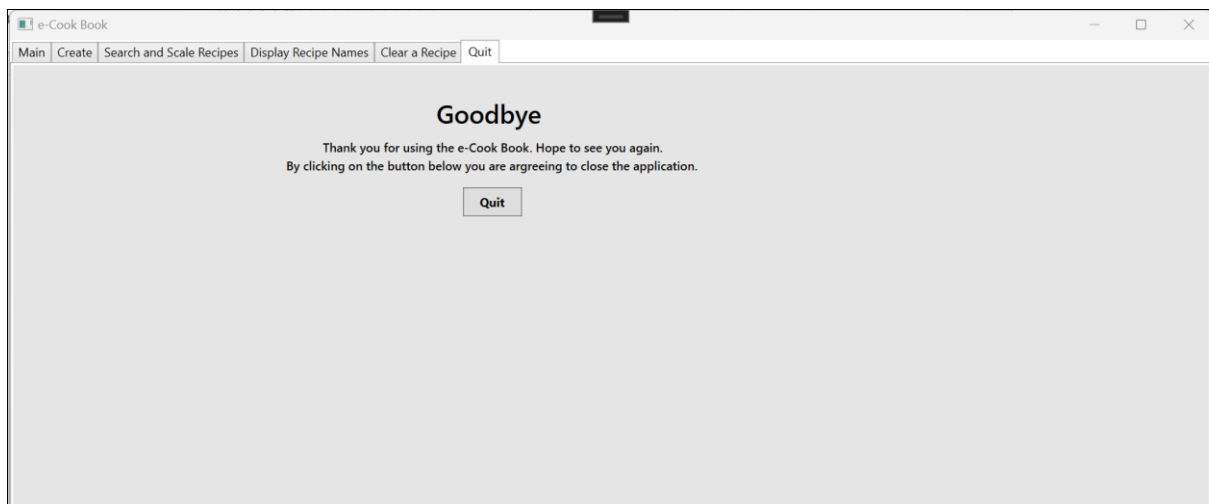 e-Cook Book
Main Create Search and Scale Recipes Display Recipe Names Clear a Recipe Quit
Goodbye
Thank you for using the e-Cook Book. Hope to see you again.
By clicking on the button below you are argreeing to close the application.
Quit